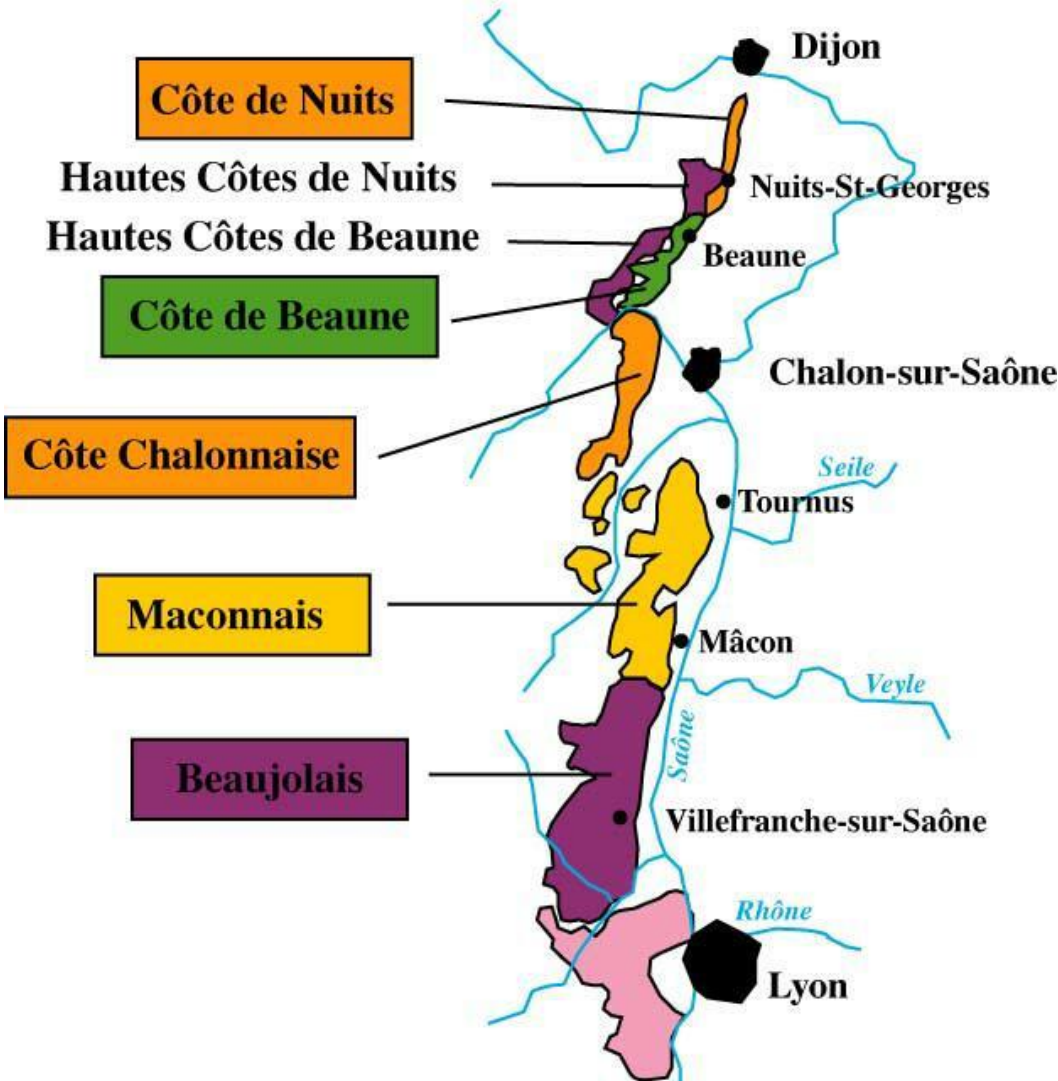 Dijon
Côte de Nuits
Hautes Côtes de Nuits
Nuits-St-Georges
Hautes Côtes de Beaune
Beaune
Côte de Beaune
Chalon-sur-Saône
Côte Chalonnaise
Seile
Tournus
Maconnais
Mâcon
Veyle
Saône
Beaujolais
Villefranche-sur-Saône
Rhône
Lyon